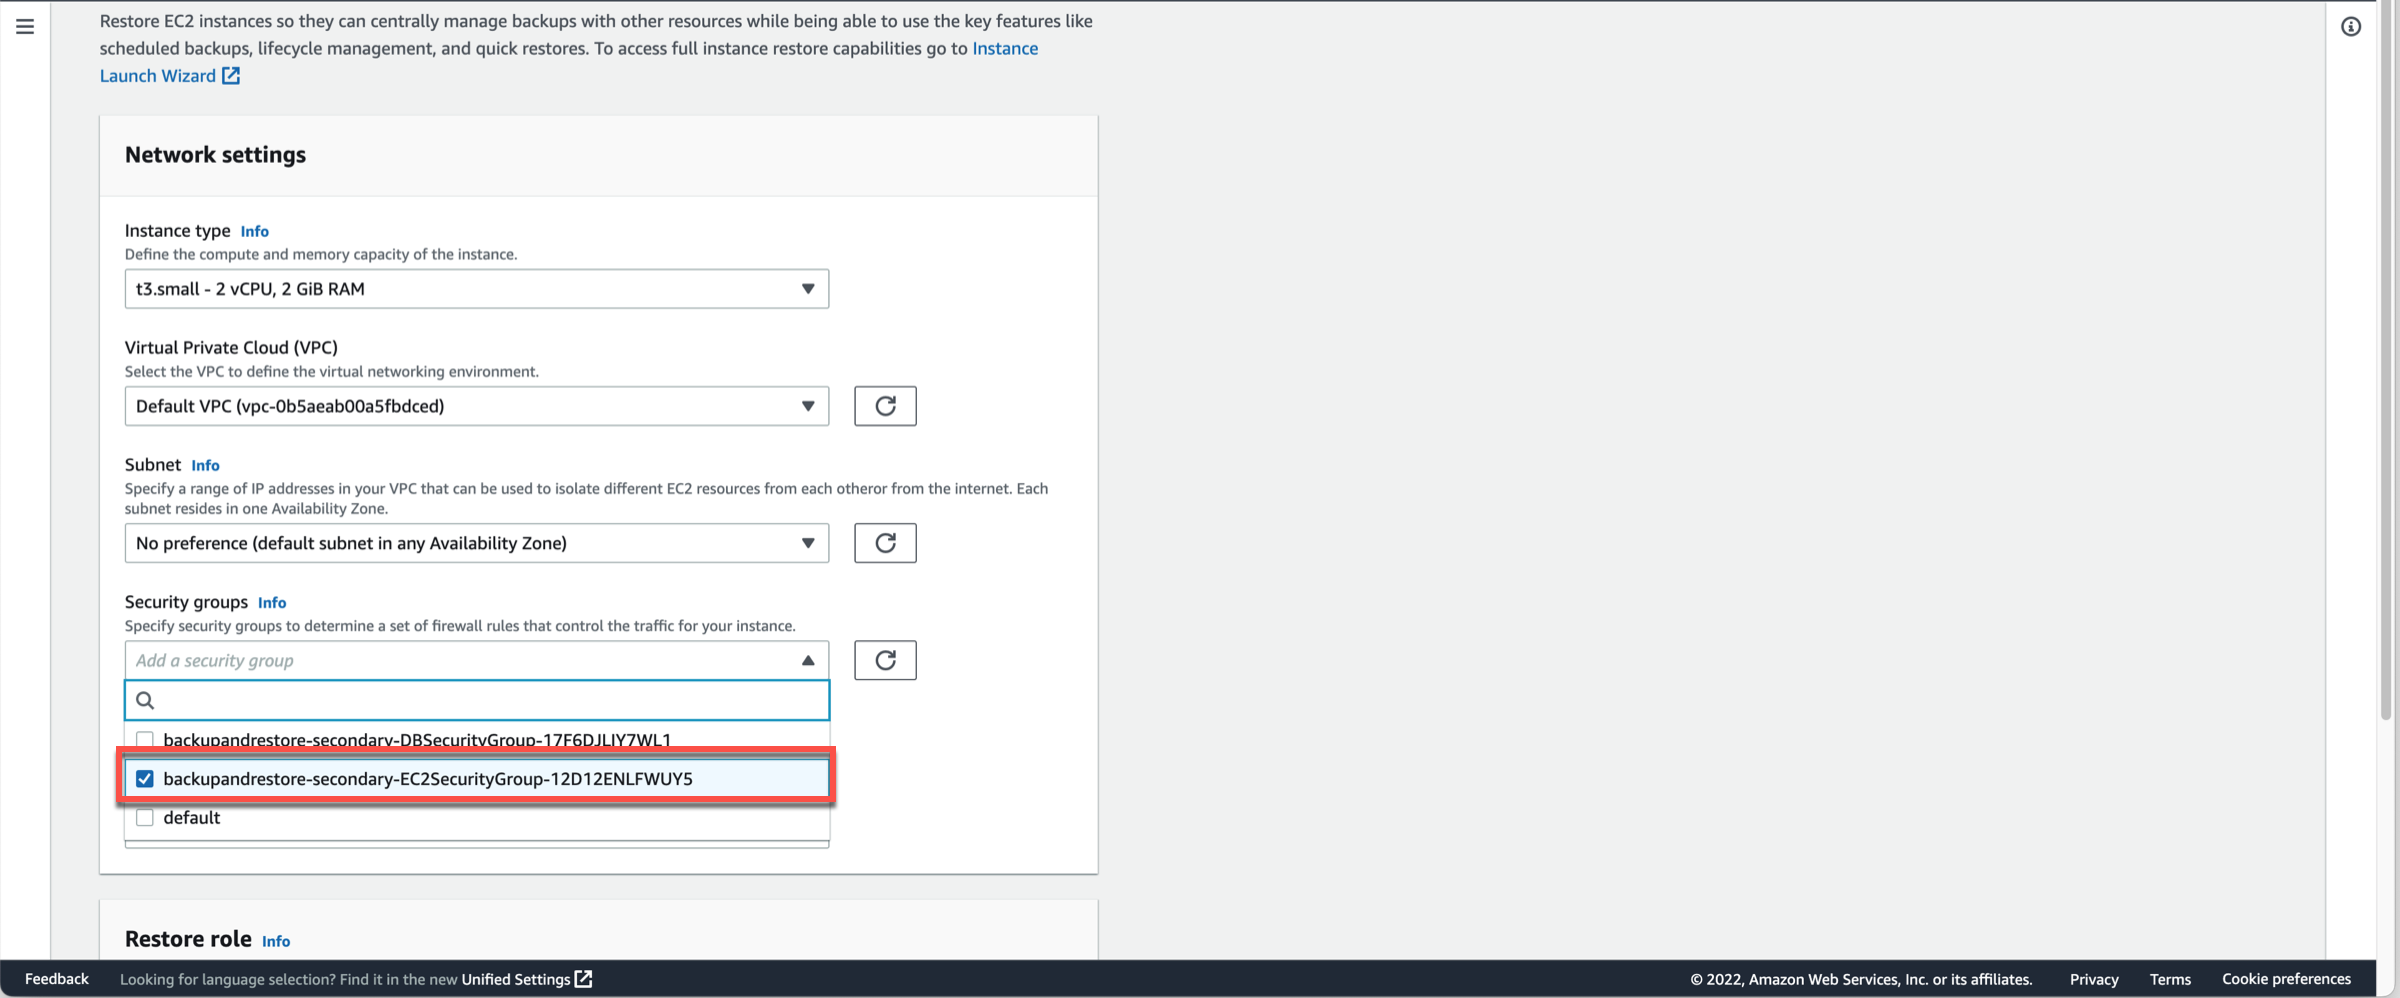 Restore EC2 instances so they can centrally manage backups with other resources while being able to use the key features like
scheduled backups, lifecycle management, and quick restores. To access full instance restore capabilities go to Instance
Launch Wizard
Network settings
Instance type Info
Define the compute and memory capacity of the instance.
t3.small - 2 vCPU, 2 GiB RAM
Virtual Private Cloud (VPC)
Select the VPC to define the virtual networking environment.
Default VPC (vpc-0b5aeab00a5fbdced)
Subnet Info
Specify a range of IP addresses in your VPC that can be used to isolate different EC2 resources from each otheror from the internet. Each
subnet resides in one Availability Zone.
No preference (default subnet in any Availability Zone)
Security groups Info
Specify security groups to determine a set of firewall rules that control the traffic for your instance.
Add a security group
backupandrestore-secondary-DBSecurityGroup-17F6DJLIY7WL1
backupandrestore-secondary-EC2SecurityGroup-12D12ENLFWUY5
default
Restore role Info
Feedback Looking for language selection? Find it in the new Unified Settings © 2022, Amazon Web Services, Inc. or its affiliates. Privacy Terms Cookie preferences